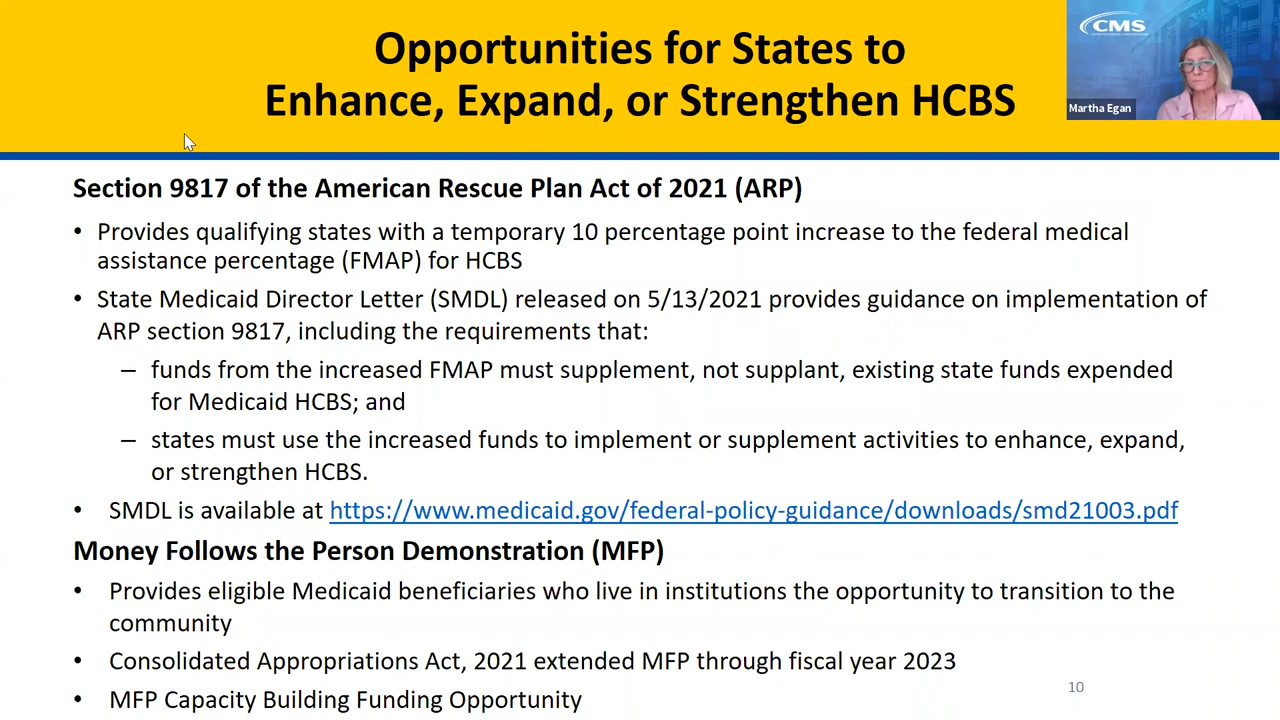 Opportunities for States to
Enhance, Expand, or Strengthen HCBS
CMS
Martha Egan
Section 9817 of the American Rescue Plan Act of 2021 (ARP)
• Provides qualifying states with a temporary 10 percentage point increase to the federal medical
assistance percentage (FMAP) for HCBS
• State Medicaid Director Letter (SMDL) released on 5/13/2021 provides guidance on implementation of
ARP section 9817, including the requirements that:
– funds from the increased FMAP must supplement, not supplant, existing state funds expended
for Medicaid HCBS; and
– states must use the increased funds to implement or supplement activities to enhance, expand,
or strengthen HCBS.
• SMDL is available at https://www.medicaid.gov/federal-policy-guidance/downloads/smd21003.pdf
Money Follows the Person Demonstration (MFP)
• Provides eligible Medicaid beneficiaries who live in institutions the opportunity to transition to the
community
• Consolidated Appropriations Act, 2021 extended MFP through fiscal year 2023
• MFP Capacity Building Funding Opportunity
10